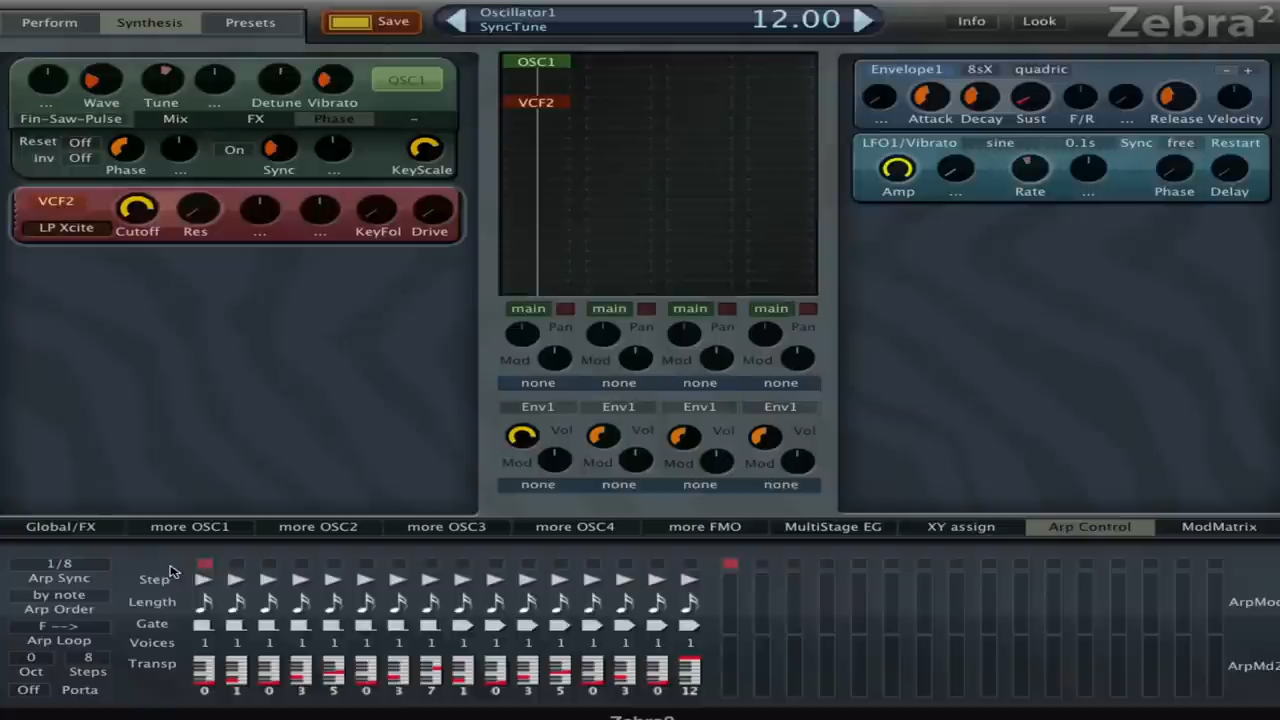 Perform Synthesis Presets Save Oscillator1 12.00 Info Look Zebra2
SyncTune
OSC1
... Wave Tune ... Detune Vibrato
Fin-Saw-Pulse Mix FX Phase -
Reset Off On
inv Off
Phase ... Sync ... KeyScale
VCF2
LP Xcite Cutoff Res ... ... KeyFol Drive
OSC1
VCF2
main main main main
Pan Pan Pan Pan
Mod Mod Mod Mod
none none none none
Env1 Env1 Env1 Env1
Vol Vol Vol Vol
Mod Mod Mod Mod
none none none none
Envelope1 8sX quadric - +
... Attack Decay Sust F/R ... Release Velocity
LFO1/Vibrato sine 0.1s Sync free Restart
Amp ... Rate ... Phase Delay
Global/FX more OSC1 more OSC2 more OSC3 more OSC4 more FMO MultiStage EG XY assign Arp Control ModMatrix
1/8
Arp Sync
by note
Arp Order
F -->
Arp Loop
0 8
Oct Steps
Off Porta
Step
Length
Gate
Voices 1 1 1 1 1 1 1 1 1 1 1 1 1 1 1 1
Transp
0 1 0 3 5 0 3 7 1 0 3 5 0 3 0 12
ArpMo
ArpMd2